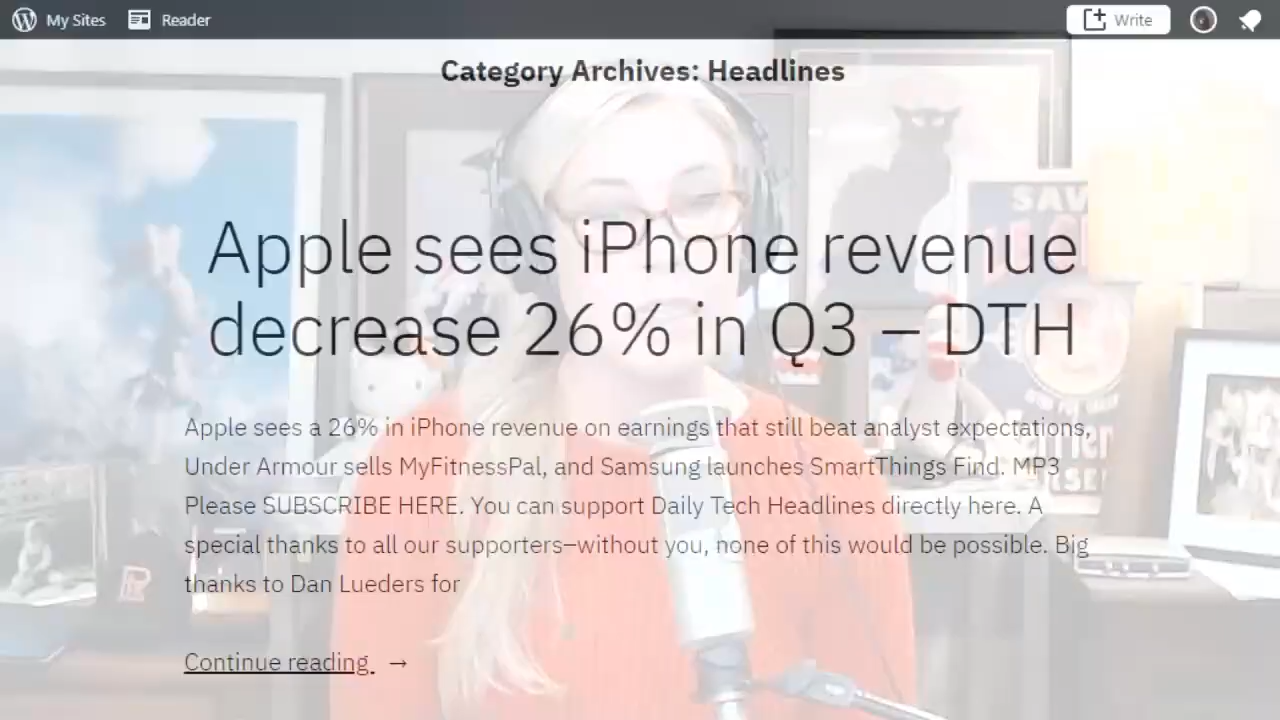 My Sites Reader Write
Category Archives: Headlines
Apple sees iPhone revenue
decrease 26% in Q3 – DTH
SAV
Apple sees a 26% in iPhone revenue on earnings that still beat analyst expectations,
Under Armour sells MyFitnessPal, and Samsung launches SmartThings Find. MP3
Please SUBSCRIBE HERE. You can support Daily Tech Headlines directly here. A
special thanks to all our supporters—without you, none of this would be possible. Big
thanks to Dan Lueders for
Continue reading →